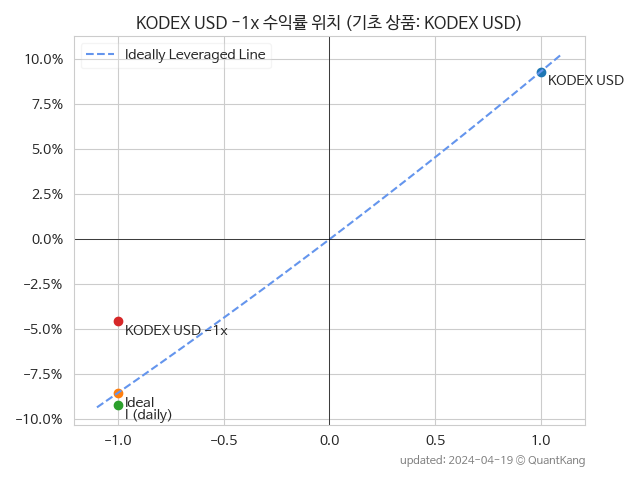 KODEX USD -1x 수익률 위치 (기초 상품: KODEX USD)
Ideally Leveraged Line
10.0%
7.5%
5.0%
2.5%
0.0%
−2.5%
−5.0%
−7.5%
−10.0%
KODEX USD
KODEX USD -1x
Ideal
I (daily)
−1.0
−0.5
0.0
0.5
1.0
updated: 2024-04-19 © QuantKang